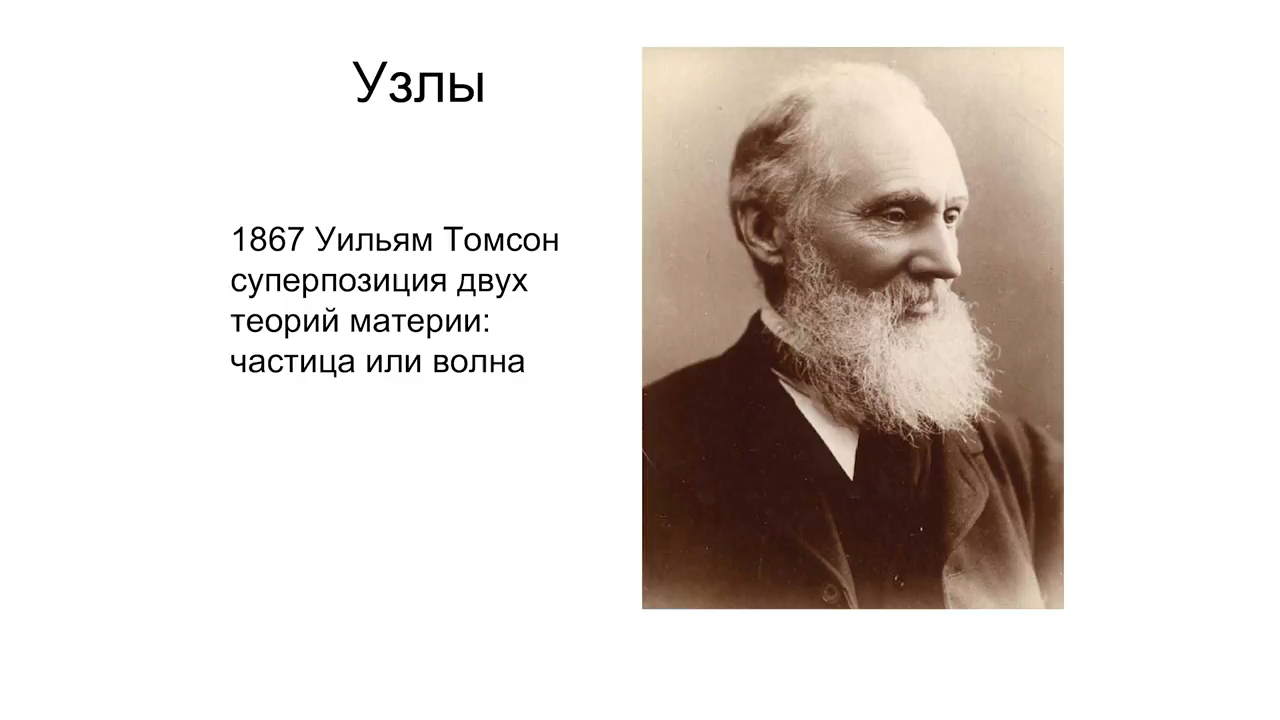 Узлы
1867 Уильям Томсон
суперпозиция двух
теорий материи:
частица или волна